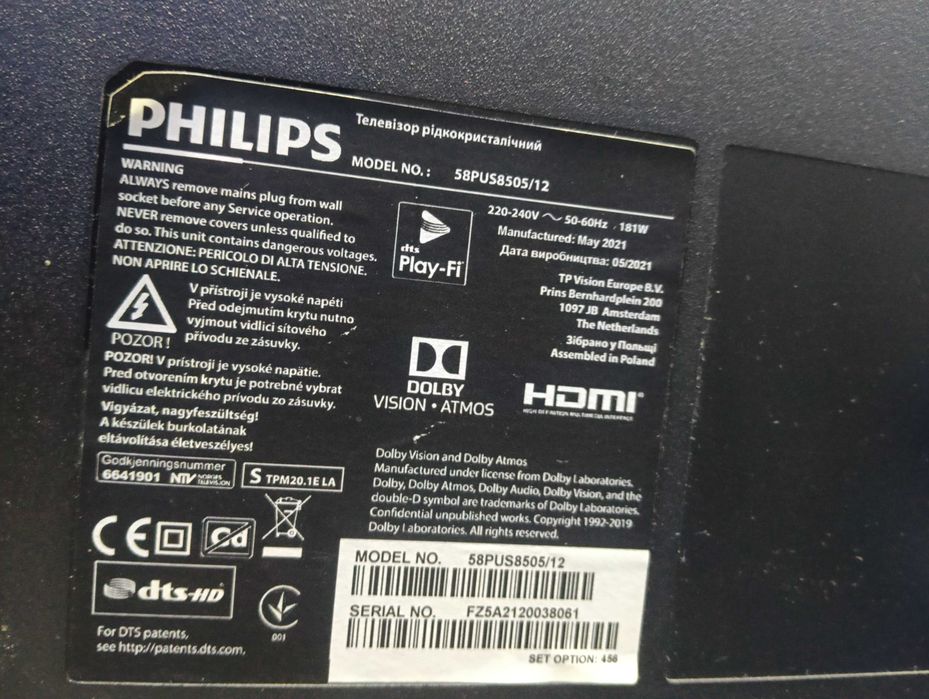 PHILIPS
Телевізор рідкокристалічний
MODEL NO. : 58PUS8505/12
WARNING
ALWAYS remove mains plug from wall
socket before any Service operation.
NEVER remove covers unless qualified to
do so. This unit contains dangerous voltages.
ATTENZIONE: PERICOLO DI ALTA TENSIONE.
NON APRIRE LO SCHIENALE.
V přístroji je vysoké napětí
Před odejmutím krytu nutno
vyjmout vidlici síťového
přívodu ze zásuvky.
POZOR !
POZOR! V prístroji je vysoké napätie.
Pred otvorením krytu je potrebné vybrat
vidlicu elektrického prívodu zo zásuvky.
Vigyázat, nagyfeszültség!
A készülek burkolatának
eltávolítása életveszélyes!
Godkjenningsnummer
6641901 NTV NORGES TELEVISION
S TPM20.1E LA
CE
Cd
dts-HD
001
For DTS patents,
see http://patents.dts.com.
dts
Play-Fi
220-240V ~ 50-60Hz . 181W
Manufactured: May 2021
Дата виробництва: 05/2021
TP Vision Europe B.V.
Prins Bernhardplein 200
1097 JB Amsterdam
The Netherlands
Зібрано у Польщі
Assembled in Poland
DOLBY
VISION • ATMOS
HDMI
HIGH-DEFINITION MULTIMEDIA INTERFACE
Dolby Vision and Dolby Atmos
Manufactured under license from Dolby Laboratories.
Dolby, Dolby Atmos, Dolby Audio, Dolby Vision, and the
double-D symbol are trademarks of Dolby Laboratories.
Confidential unpublished works. Copyright 1992-2019
Dolby Laboratories. All rights reserved.
MODEL NO. 58PUS8505/12
SERIAL NO. FZ5A2120038061
SET OPTION: 456